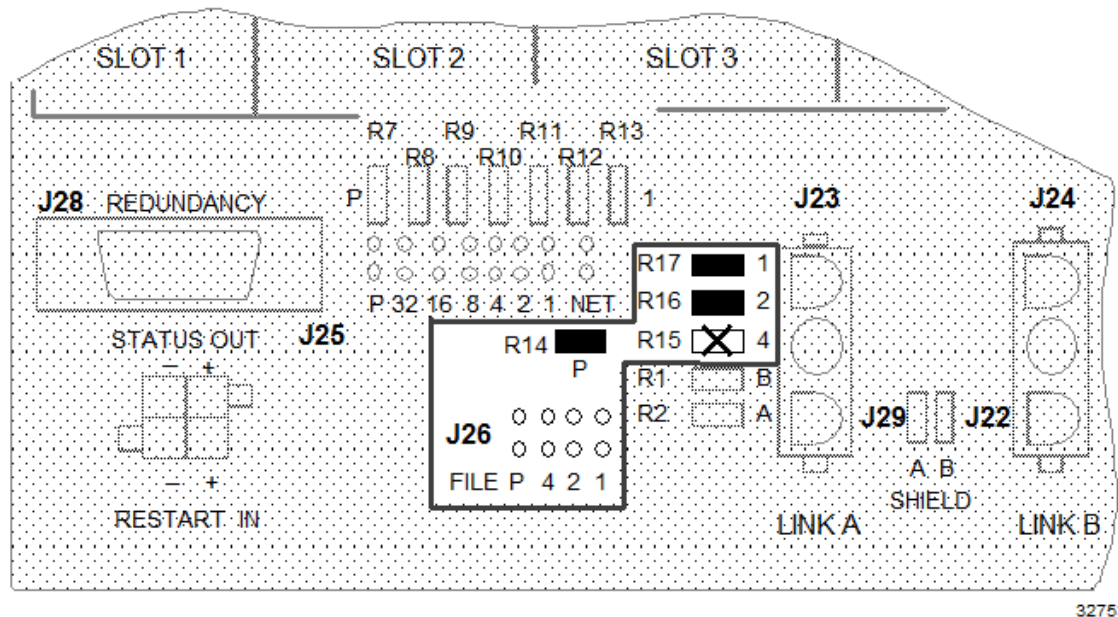 SLOT 1 SLOT 2 SLOT 3
R7 R9 R11 R13
R8 R10 R12
P 1
J28 REDUNDANCY
J23 J24
R17 1
R16 2
P 32 16 8 4 2 1 NET
STATUS OUT J25
– +
R14
P
R15 4
R1 B
R2 A
J26
FILE P 4 2 1
J29 J22
A B
SHIELD
– +
RESTART IN
LINK A LINK B
3275